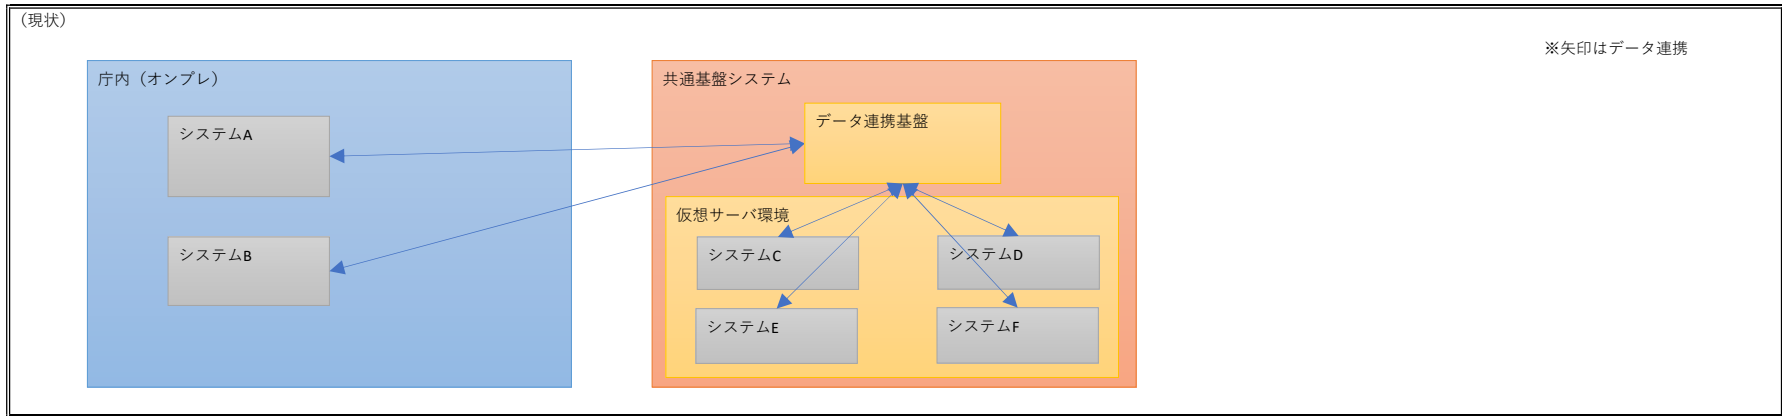 （現状）
※矢印はデータ連携
庁内（オンプレ）
共通基盤システム
システムA
データ連携基盤
システムB
仮想サーバ環境
システムC
システムD
システムE
システムF